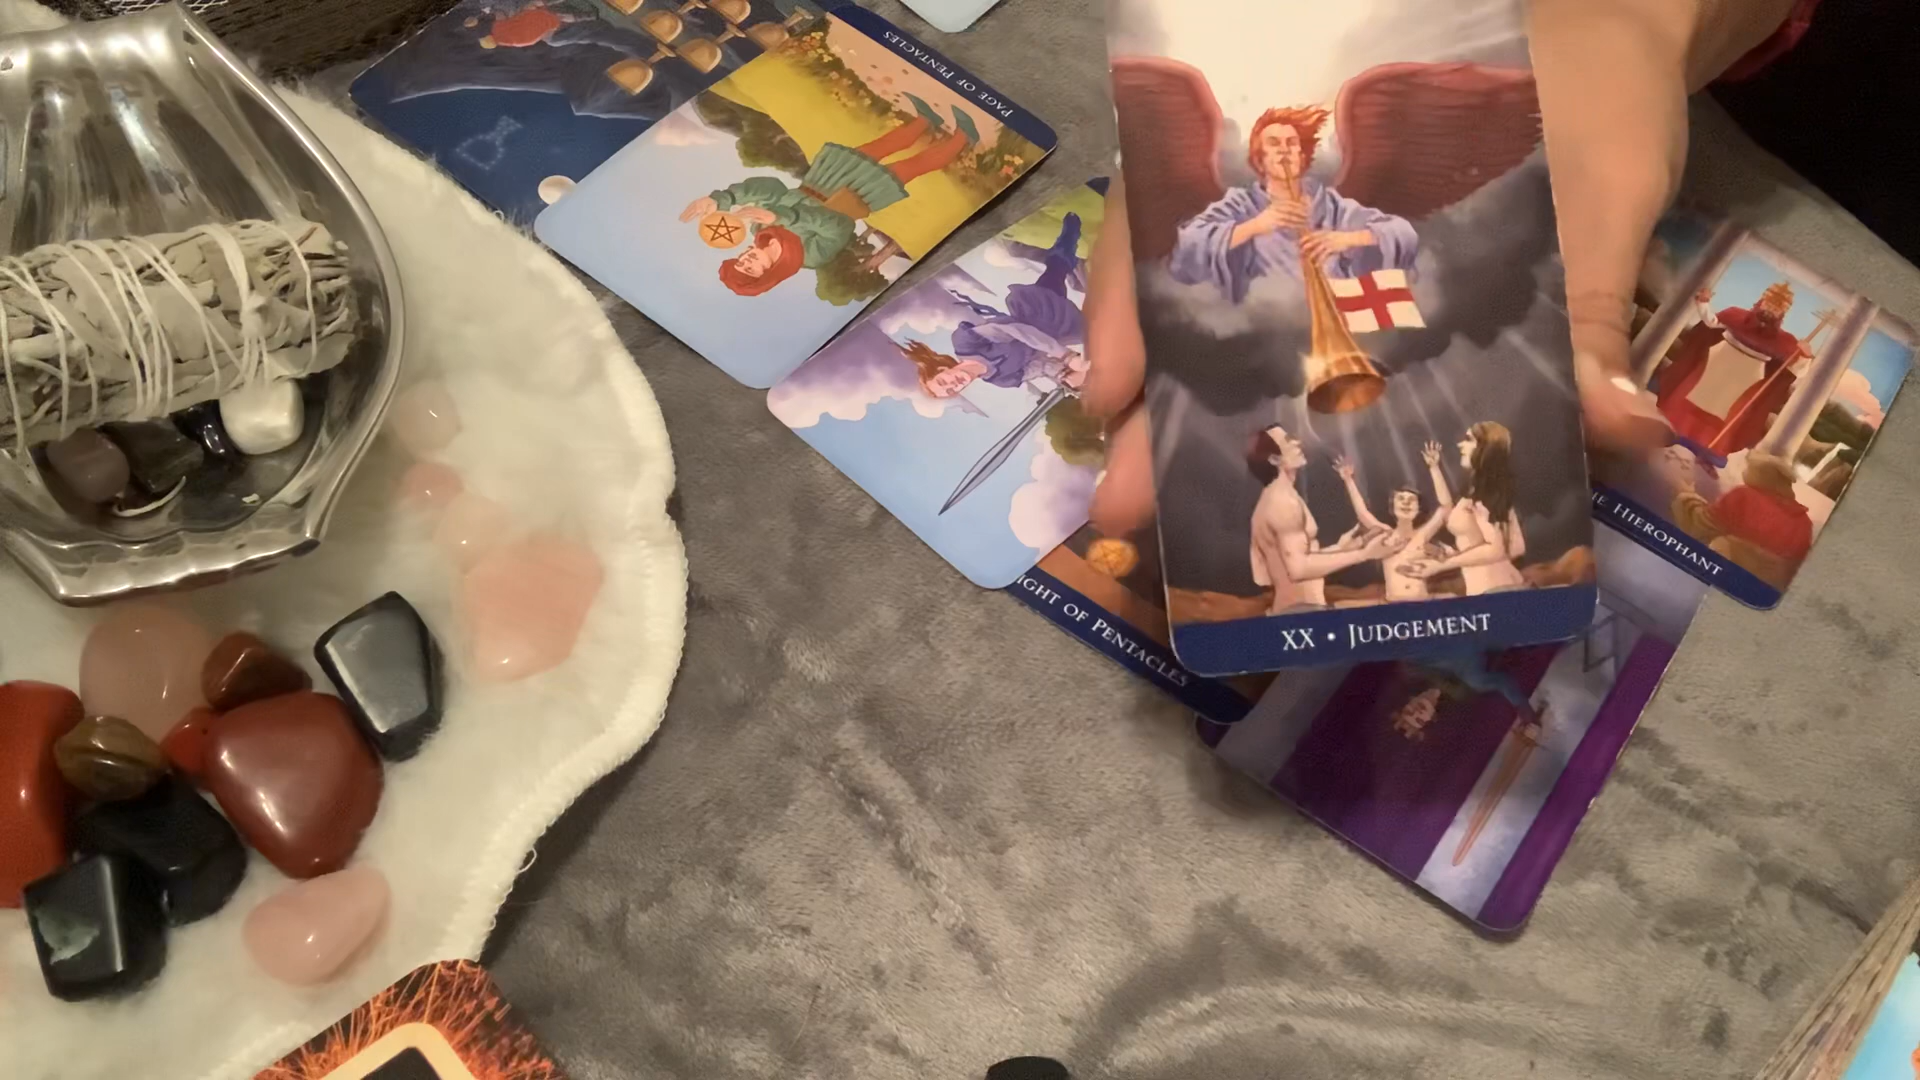 PAGE OF PENTACLES
IGHT OF PENTACLES
XX • JUDGEMENT
HE HIEROPHANT